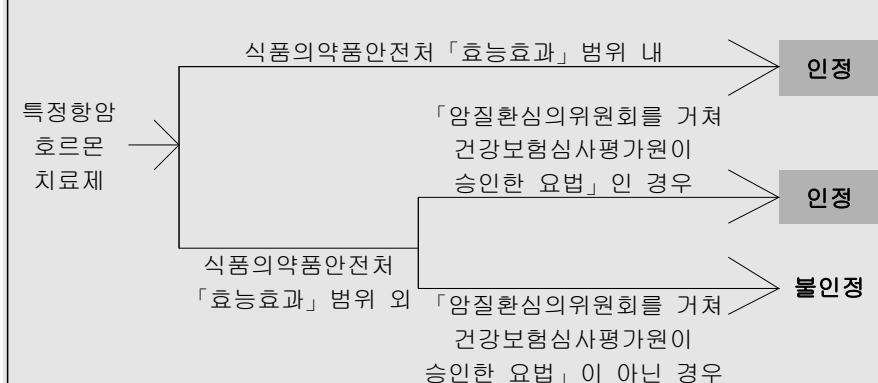 식품의약품안전처「효능효과」범위 내
인정
특정항암
호르몬
치료제
「암질환심의위원회를 거쳐
건강보험심사평가원이
승인한 요법」인 경우
인정
식품의약품안전처
「효능효과」범위 외
불인정
「암질환심의위원회를 거쳐
건강보험심사평가원이
승인한 요법」이 아닌 경우